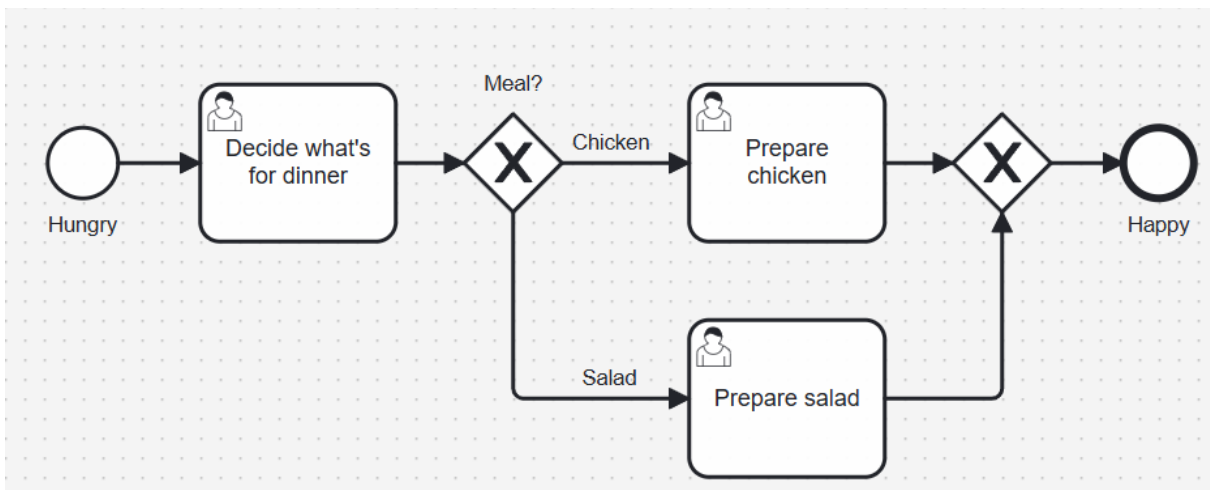 Meal?
Decide what's
for dinner
Chicken
Prepare
chicken
Hungry
Happy
Salad
Prepare salad